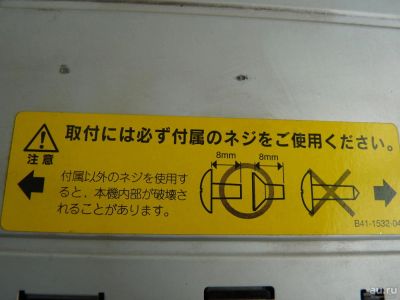 取付には必ず付属のネジをご使用ください。
注意
8mm 8mm
付属以外のネジを使用す
ると、本機内部が破壊さ
れることがあります。
B41-1532-04
au.ru